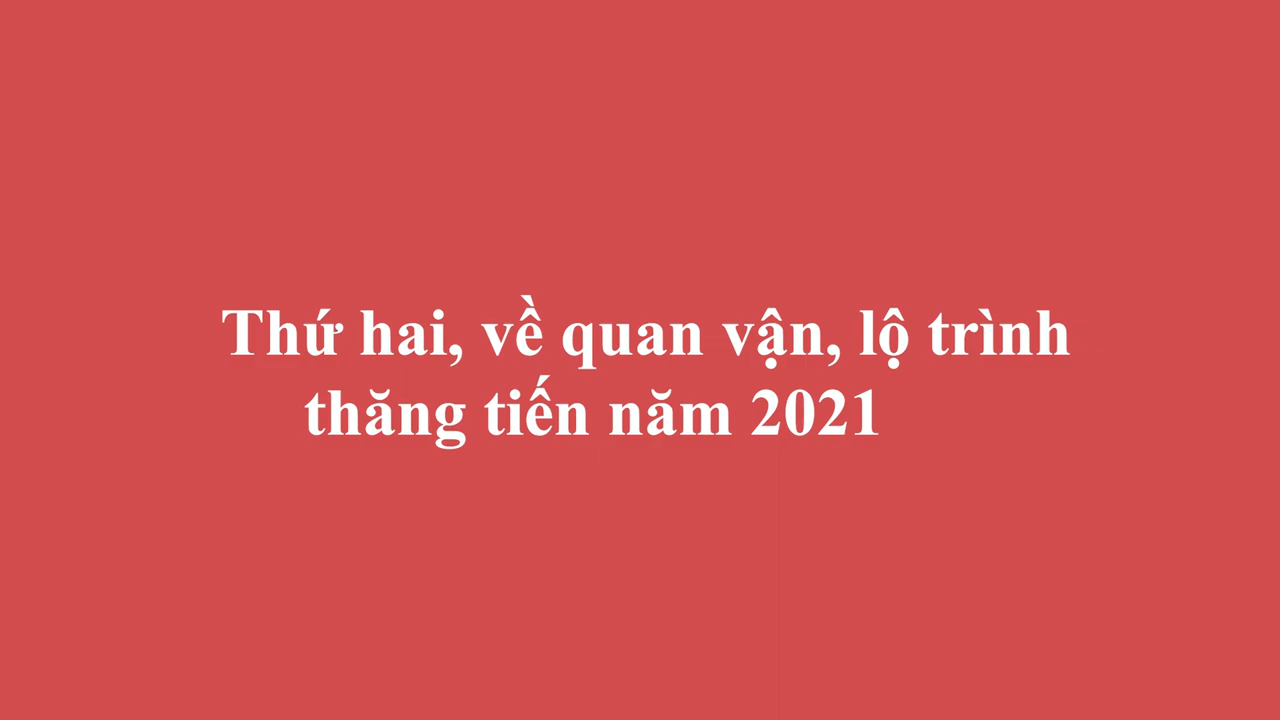 Thứ hai, về quan vận, lộ trình
thăng tiến năm 2021